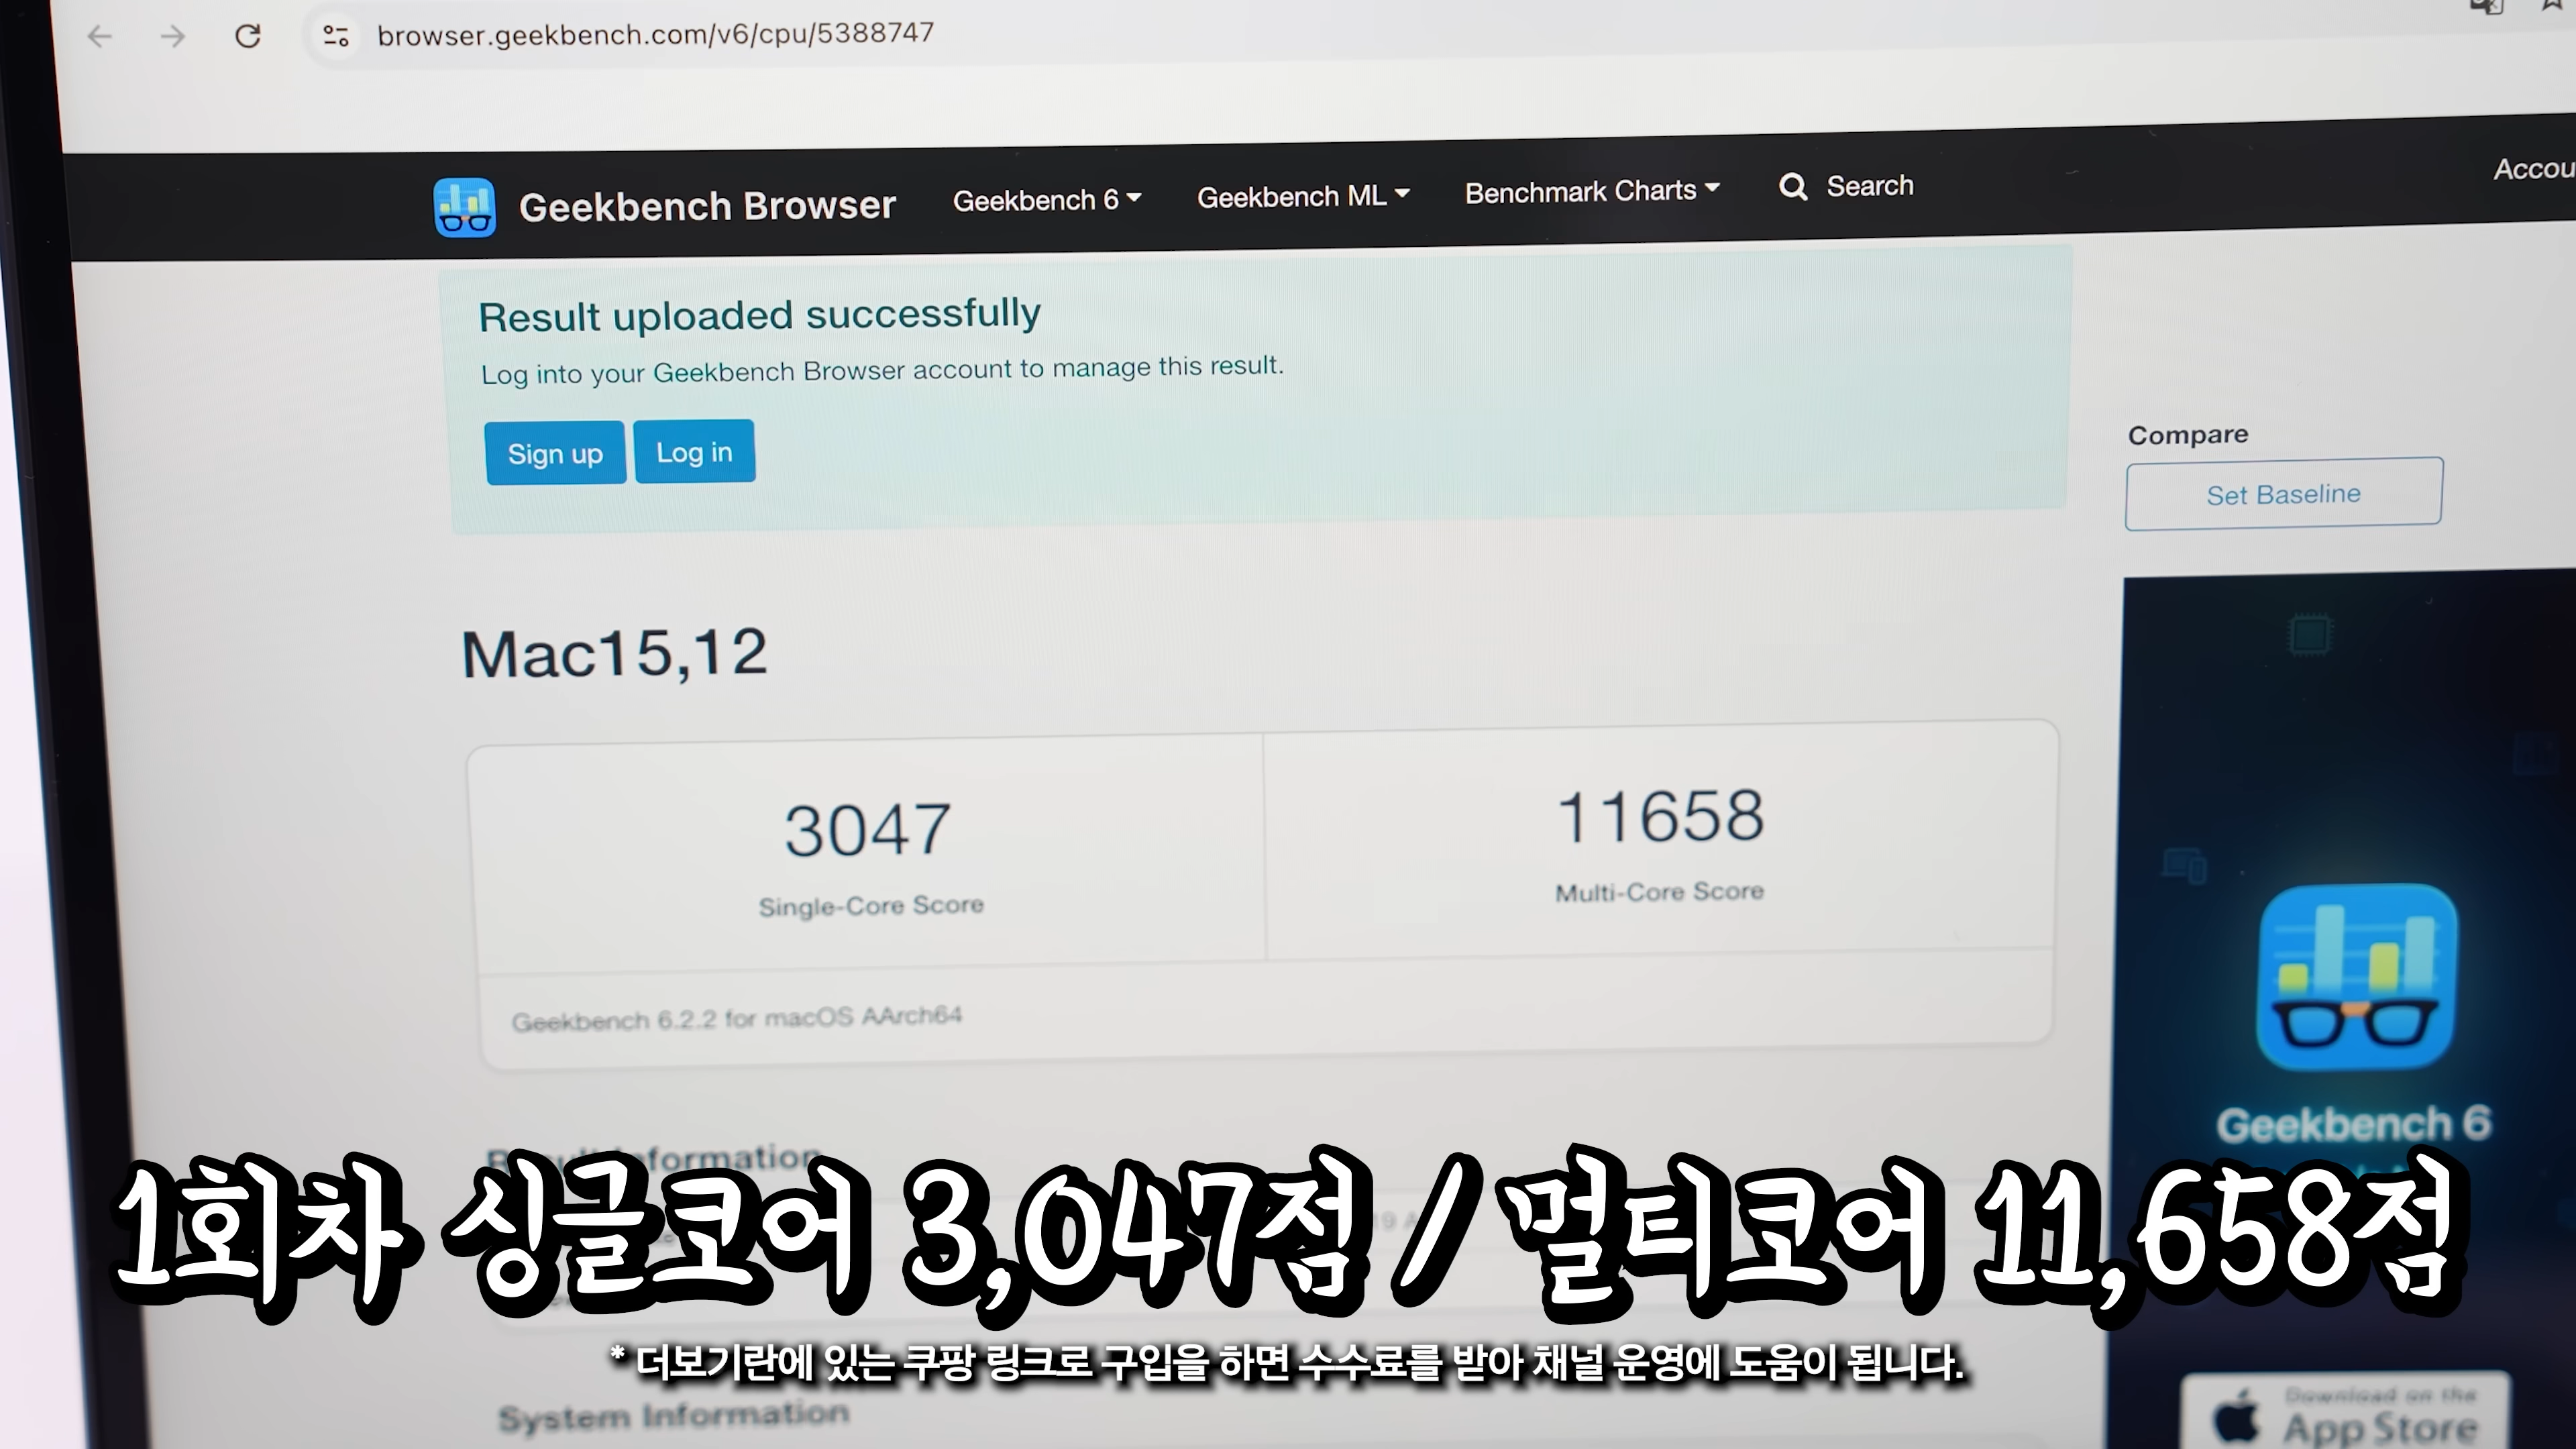 browser.geekbench.com/v6/cpu/5388747
Geekbench Browser Geekbench 6 Geekbench ML Benchmark Charts Search
Result uploaded successfully
Log into your Geekbench Browser account to manage this result.
Sign up Log in
Compare
Set Baseline
Mac15,12
3047 11658
Single-Core Score Multi-Core Score
Geekbench 6.2.2 for macOS AArch64
Geekbench 6
Result Information
1회차 싱글코어 3,047점 / 멀티코어 11,658점
* 더보기란에 있는 쿠팡 링크로 구입을 하면 수수료를 받아 채널 운영에 도움이 됩니다.
System Information
Download on the
App Store